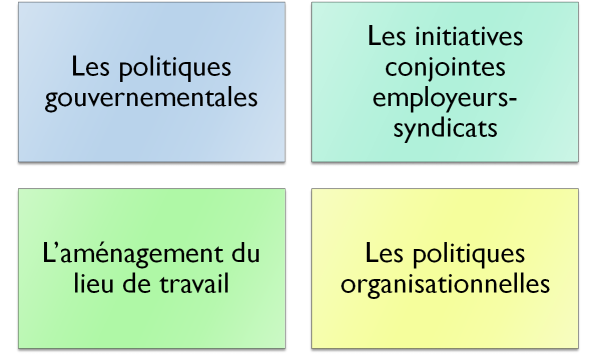 Les politiques
gouvernementales
Les initiatives
conjointes
employeurs-
syndicats
L’aménagement du
lieu de travail
Les politiques
organisationnelles